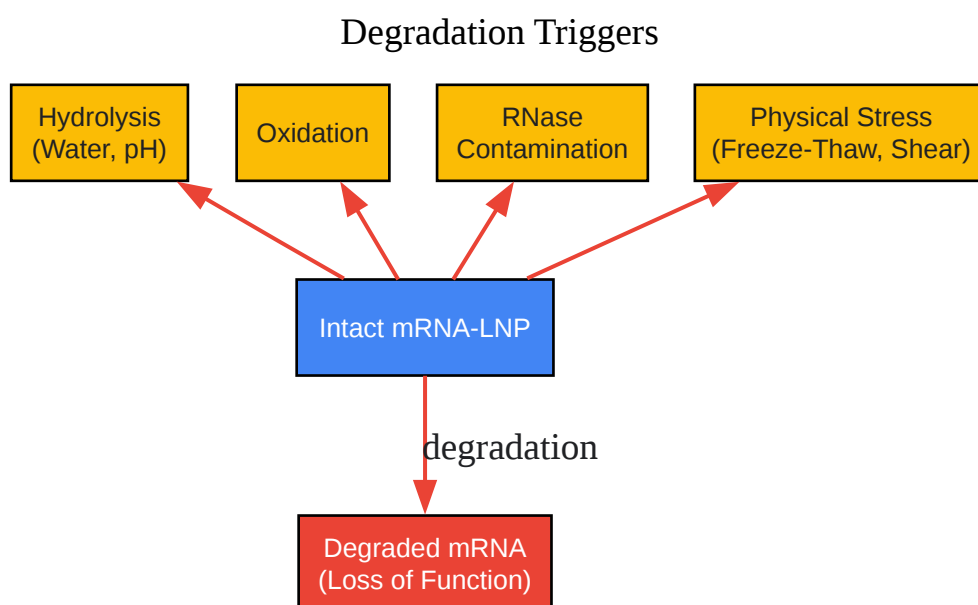 Degradation Triggers
Hydrolysis
(Water, pH)
Oxidation
RNase
Contamination
Physical Stress
(Freeze-Thaw, Shear)
Intact mRNA-LNP
degradation
Degraded mRNA
(Loss of Function)